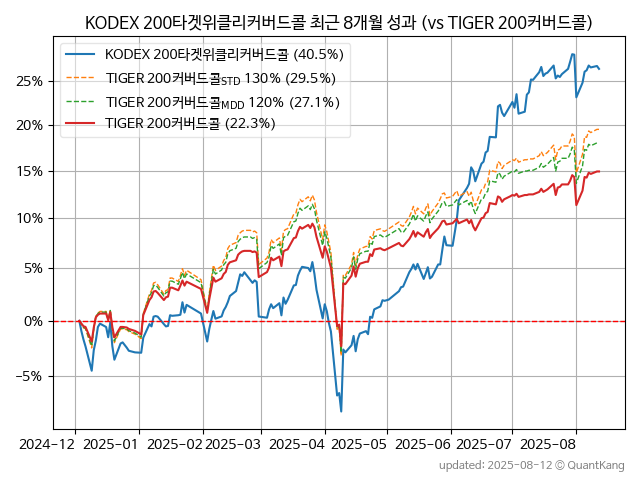 KODEX 200타겟위클리커버드콜 최근 8개월 성과 (vs TIGER 200커버드콜)
KODEX 200타겟위클리커버드콜 (40.5%)
TIGER 200커버드콜STD 130% (29.5%)
TIGER 200커버드콜MDD 120% (27.1%)
TIGER 200커버드콜 (22.3%)
25%
20%
15%
10%
5%
0%
−5%
2024-12 2025-01 2025-02 2025-03 2025-04 2025-05 2025-06 2025-07 2025-08
updated: 2025-08-12 © QuantKang